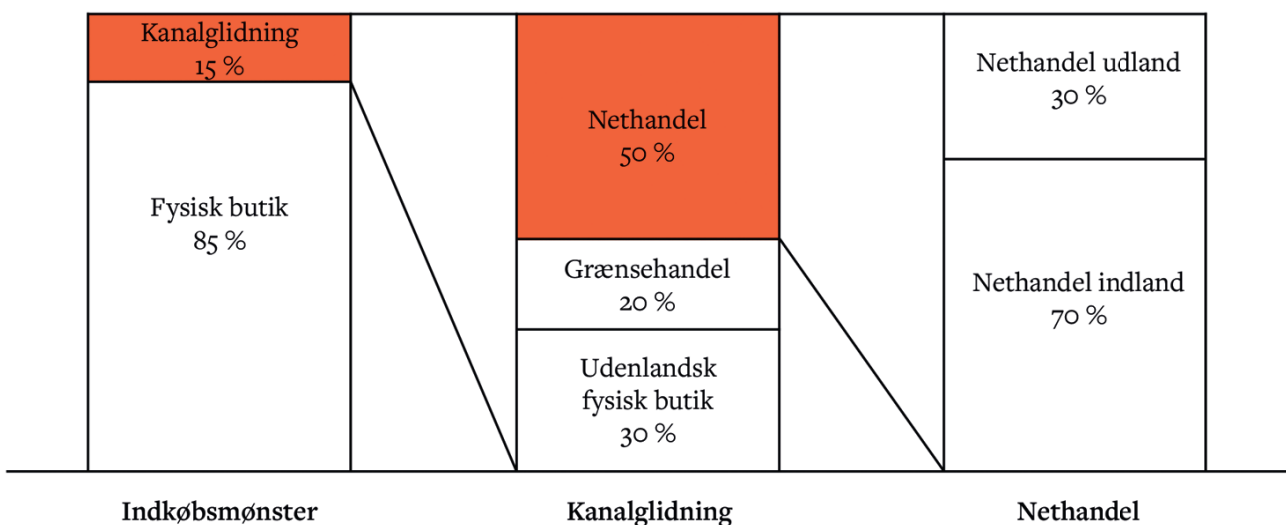 Kanalglidning
15 %
Fysisk butik
85 %
Nethandel
50 %
Grænsehandel
20 %
Udenlandsk
fysisk butik
30 %
Nethandel udland
30 %
Nethandel indland
70 %
Indkøbsmønster
Kanalglidning
Nethandel